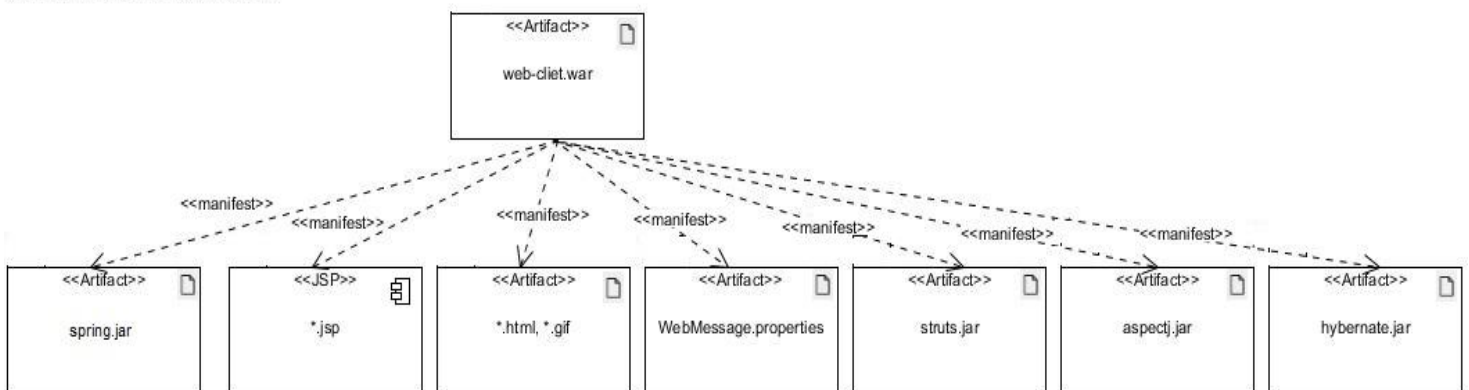 <<Artifact>>
web-cliet.war
<<manifest>>
<<manifest>>
<<manifest>>
<<manifest>>
<<manifest>>
<<manifest>>
<<manifest>>
<<Artifact>>
spring.jar
<<JSP>>
*.jsp
<<Artifact>>
*.html, *.gif
<<Artifact>>
WebMessage.properties
<<Artifact>>
struts.jar
<<Artifact>>
aspectj.jar
<<Artifact>>
hybernate.jar